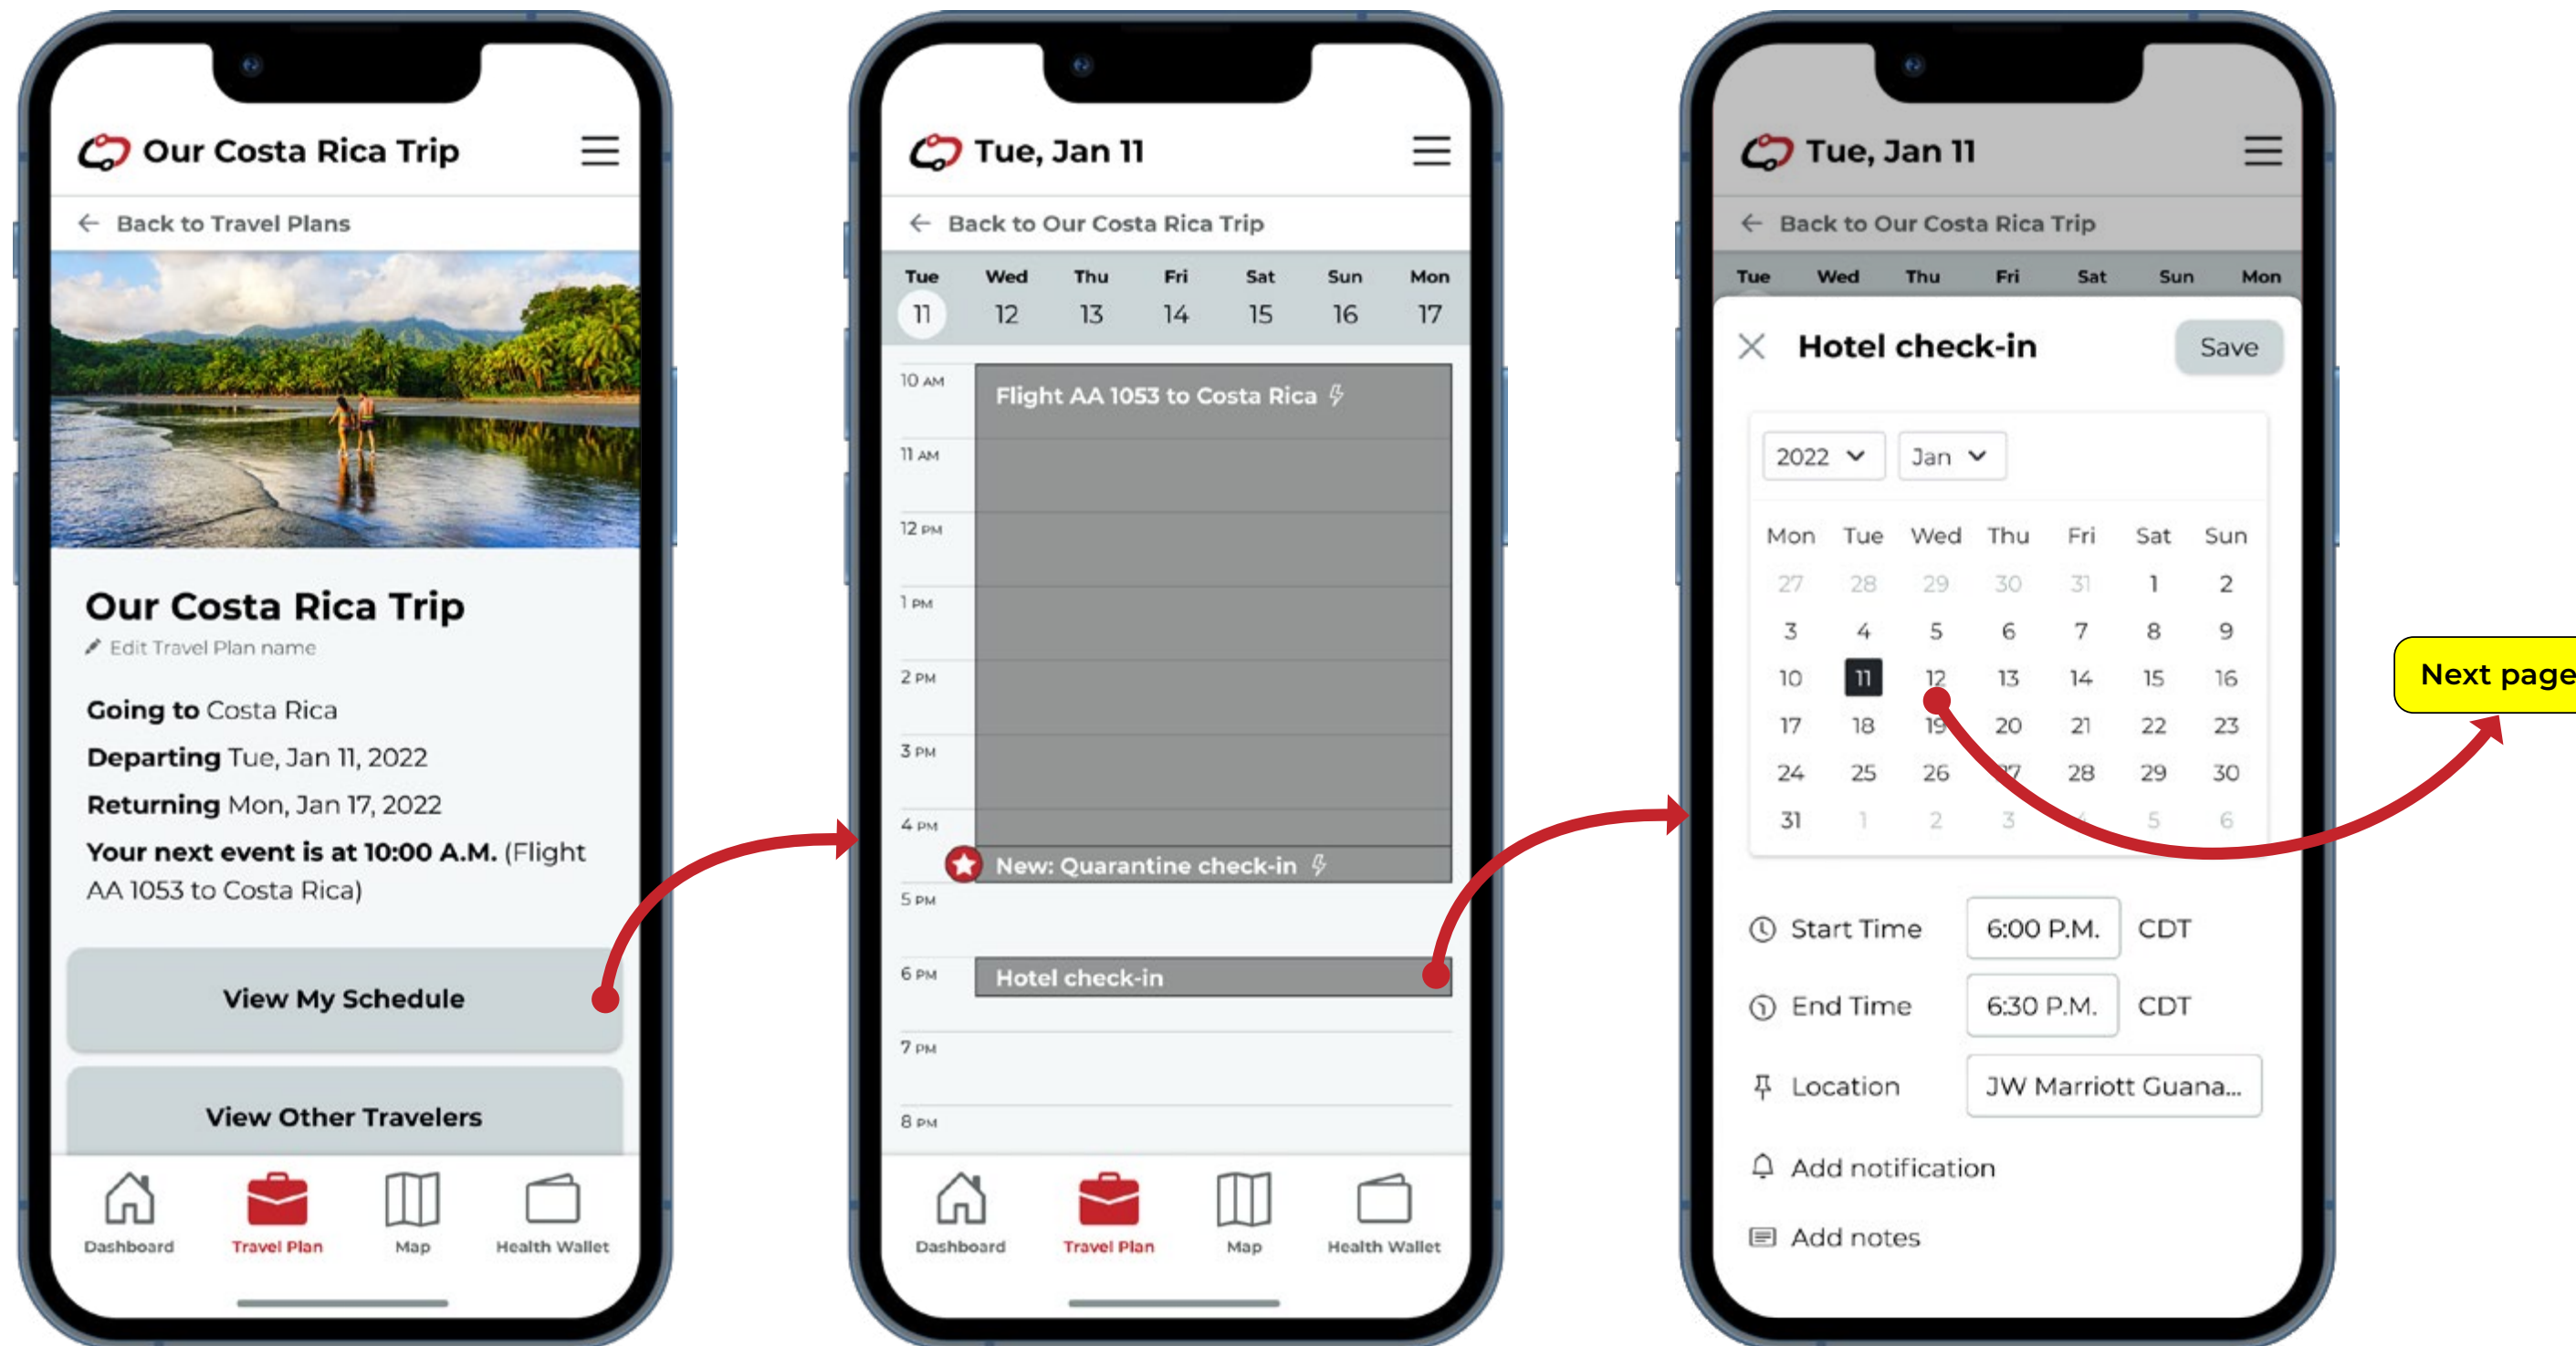 Our Costa Rica Trip
Back to Travel Plans
Our Costa Rica Trip
Edit Travel Plan name
Going to Costa Rica
Departing Tue, Jan 11, 2022
Returning Mon, Jan 17, 2022
Your next event is at 10:00 A.M. (Flight
AA 1053 to Costa Rica)
View My Schedule
View Other Travelers
Dashboard Travel Plan Map Health Wallet
Tue, Jan 11
Back to Our Costa Rica Trip
Tue Wed Thu Fri Sat Sun Mon
11 12 13 14 15 16 17
10 AM
Flight AA 1053 to Costa Rica
11 AM
12 PM
1 PM
2 PM
3 PM
4 PM
New: Quarantine check-in
5 PM
6 PM
Hotel check-in
7 PM
8 PM
Dashboard Travel Plan Map Health Wallet
Tue, Jan 11
Back to Our Costa Rica Trip
Tue Wed Thu Fri Sat Sun Mon
Hotel check-in Save
2022 Jan
Mon Tue Wed Thu Fri Sat Sun
27 28 29 30 31 1 2
3 4 5 6 7 8 9
10 11 12 13 14 15 16
17 18 19 20 21 22 23
24 25 26 27 28 29 30
31 1 2 3 4 5 6
Start Time 6:00 P.M. CDT
End Time 6:30 P.M. CDT
Location JW Marriott Guana...
Add notification
Add notes
Next page